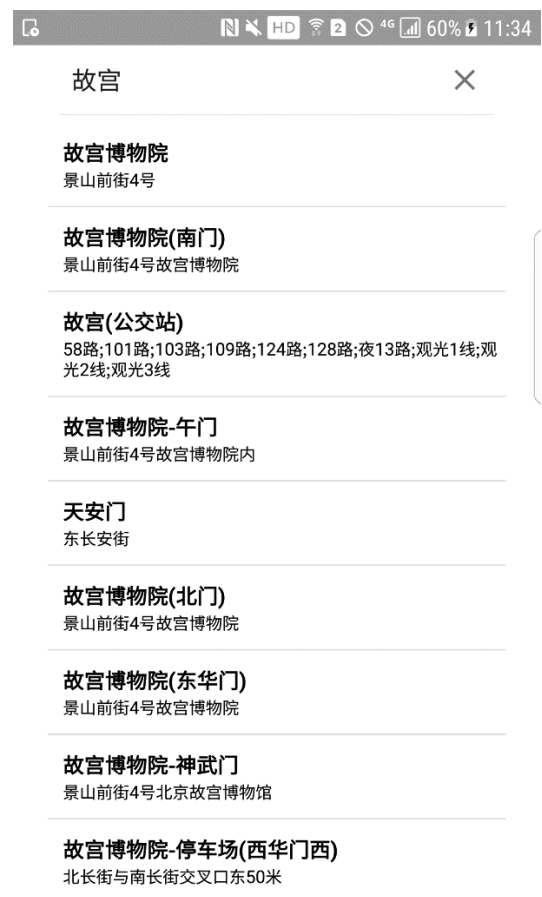 HD 2 4G 60% 11:34
故宫
故宫博物院
景山前街4号
故宫博物院(南门)
景山前街4号故宫博物院
故宫(公交站)
58路;101路;103路;109路;124路;128路;夜13路;观光1线;观
光2线;观光3线
故宫博物院-午门
景山前街4号故宫博物院内
天安门
东长安街
故宫博物院(北门)
景山前街4号故宫博物院
故宫博物院(东华门)
景山前街4号故宫博物院
故宫博物院-神武门
景山前街4号北京故宫博物馆
故宫博物院-停车场(西华门西)
北长街与南长街交叉口东50米